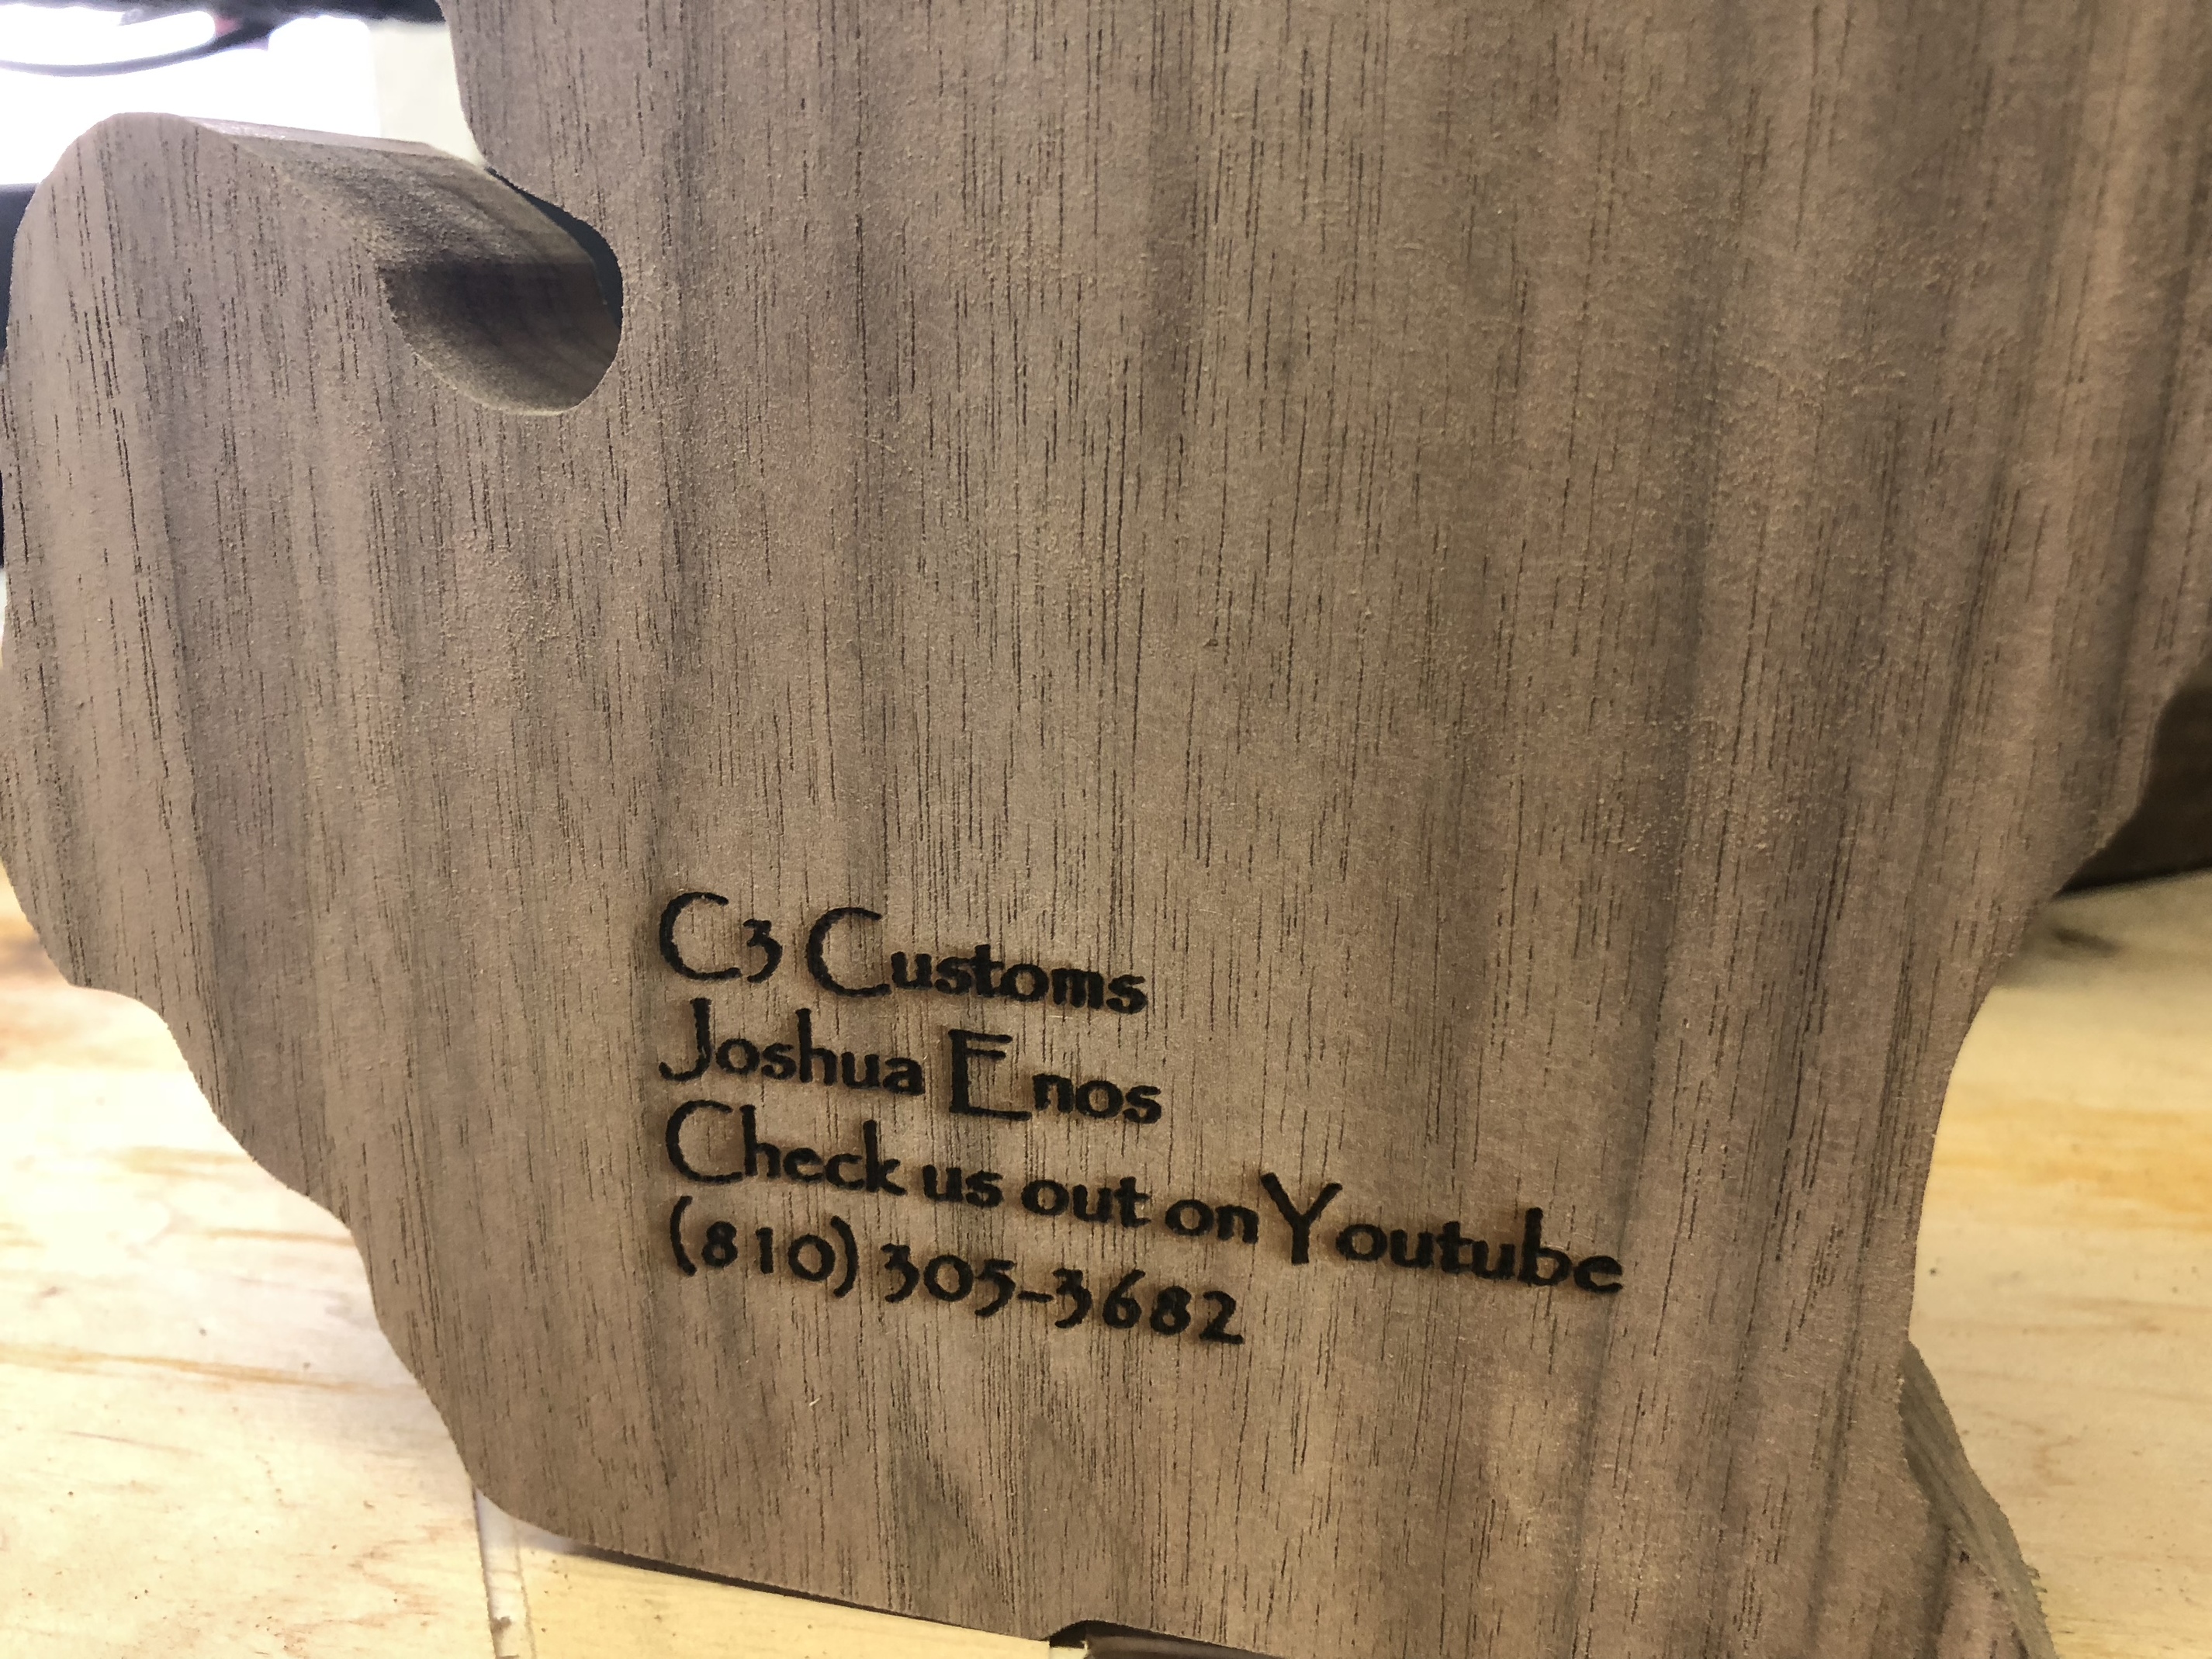 C3 Customs
Joshua Enos
Check us out on Youtube
(810) 305-3682